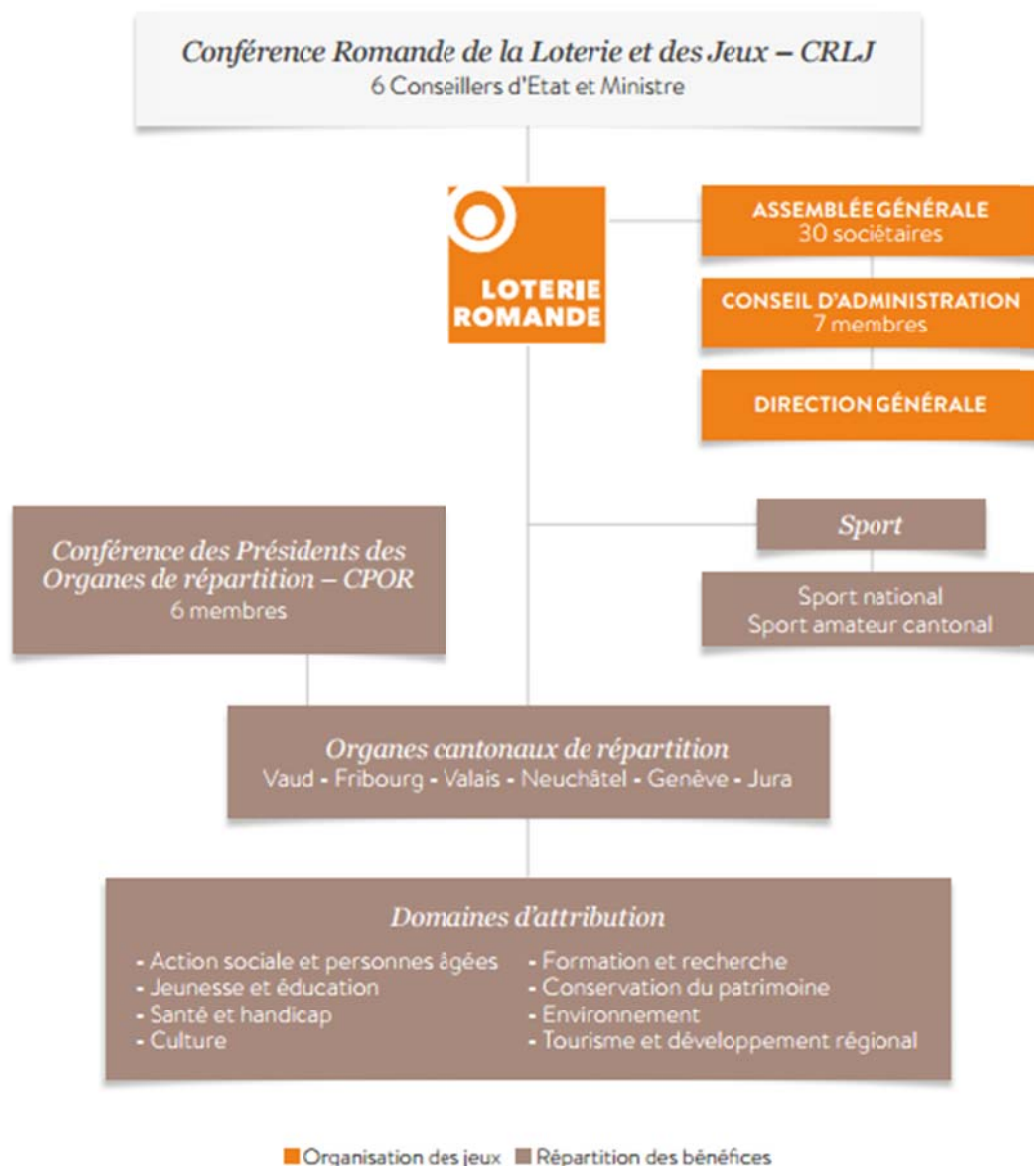 Conférence Romande de la Loterie et des Jeux – CRLJ
6 Conseillers d'Etat et Ministre
LOTERIE
ROMANDE
ASSEMBLÉE GÉNÉRALE
30 sociétaires
CONSEIL D'ADMINISTRATION
7 membres
DIRECTION GÉNÉRALE
Conférence des Présidents des
Organes de répartition – CPOR
6 membres
Sport
Sport national
Sport amateur cantonal
Organes cantonaux de répartition
Vaud - Fribourg - Valais - Neuchâtel - Genève - Jura
Domaines d'attribution
- Action sociale et personnes âgées
- Jeunesse et éducation
- Santé et handicap
- Culture
- Formation et recherche
- Conservation du patrimoine
- Environnement
- Tourisme et développement régional
Organisation des jeux Répartition des bénéfices